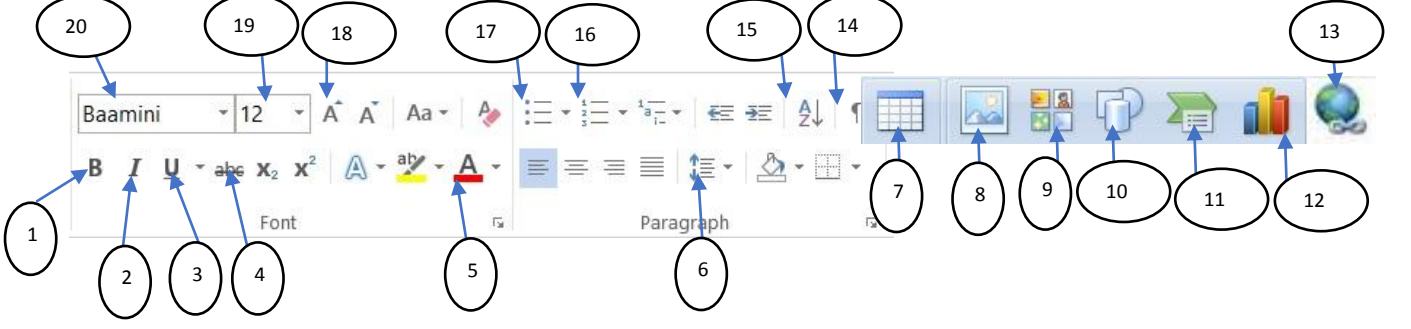 20 19 18 17 16 15 14 13
Baamini 12 A A Aa A A Z ¶
B I U abc X₂ X² A ab A
1 2 3 4 Font 5 Paragraph 6 7 8 9 10 11 12